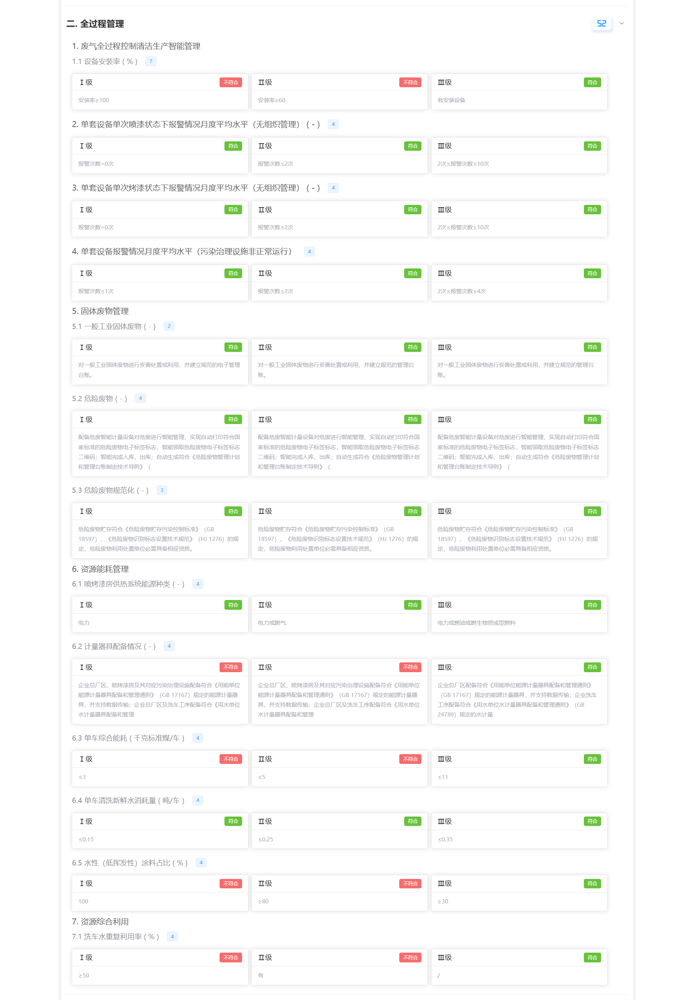 二. 全过程管理 52
1. 废气全过程控制清洁生产智能管理
1.1 设备安装率 ( % ) 7
Ⅰ 级 不符合 Ⅱ级 不符合 Ⅲ级 符合
安装率≥100 安装率≥60 有安装设备
2. 单套设备单次喷漆状态下报警情况月度平均水平（无组织管理） ( - ) 4
Ⅰ 级 符合 Ⅱ级 符合 Ⅲ级 符合
报警次数=0次 报警次数≤2次 2次≤报警次数≤10次
3. 单套设备单次烤漆状态下报警情况月度平均水平（无组织管理） ( - ) 4
Ⅰ 级 符合 Ⅱ级 符合 Ⅲ级 符合
报警次数=0次 报警次数≤2次 2次≤报警次数≤10次
4. 单套设备报警情况月度平均水平（污染治理设施非正常运行） 4
Ⅰ 级 符合 Ⅱ级 符合 Ⅲ级 符合
报警次数≤1次 报警次数≤2次 2次≤报警次数≤4次
5. 固体废物管理
5.1 一般工业固体废物 ( - ) 2
Ⅰ 级 符合 Ⅱ级 符合 Ⅲ级 符合
对一般工业固体废物进行妥善处置或利用，并建立规范的电子管理
台账。
对一般工业固体废物进行妥善处置或利用，并建立规范的管理台
账。
对一般工业固体废物进行妥善处置或利用，并建立规范的管理台
账。
5.2 危险废物 ( - ) 4
Ⅰ 级 符合 Ⅱ级 符合 Ⅲ级 符合
配备危废智能计量设备对危废进行智能管理，实现自动打印符合国
家标准的危险废物电子标签标志，智能领取危险废物电子标签标志
二维码；智能完成入库、出库；自动生成符合《危险废物管理计划
和管理台账制定技术导则》（
配备危废智能计量设备对危废进行智能管理，实现自动打印符合国
家标准的危险废物电子标签标志，智能领取危险废物电子标签标志
二维码；智能完成入库、出库；自动生成符合《危险废物管理计划
和管理台账制定技术导则》（
配备危废智能计量设备对危废进行智能管理，实现自动打印符合国
家标准的危险废物电子标签标志，智能领取危险废物电子标签标志
二维码；智能完成入库、出库；自动生成符合《危险废物管理计划
和管理台账制定技术导则》（
5.3 危险废物规范化 ( - ) 3
Ⅰ 级 符合 Ⅱ级 符合 Ⅲ级 符合
危险废物贮存符合《危险废物贮存污染控制标准》（GB
18597）、《危险废物识别标志设置技术规范》（HJ 1276）的规
定，危险废物利用处置单位必需具备相应资质。
危险废物贮存符合《危险废物贮存污染控制标准》（GB
18597）、《危险废物识别标志设置技术规范》（HJ 1276）的规
定，危险废物利用处置单位必需具备相应资质。
危险废物贮存符合《危险废物贮存污染控制标准》（GB
18597）、《危险废物识别标志设置技术规范》（HJ 1276）的规
定，危险废物利用处置单位必需具备相应资质。
6. 资源能耗管理
6.1 喷烤漆房供热系统能源种类 ( - ) 4
Ⅰ 级 符合 Ⅱ级 符合 Ⅲ级 符合
电力 电力或燃气 电力或燃油或燃生物质成型燃料
6.2 计量器具配备情况 ( - ) 4
Ⅰ 级 不符合 Ⅱ级 不符合 Ⅲ级 符合
企业总厂区、喷烤漆房及其对应污染治理设施配备符合《用能单位
能源计量器具配备和管理通则》（GB 17167）规定的能源计量器
具，并支持数据传输；企业总厂区及洗车工序配备符合《用水单位
水计量器具配备和管理
企业总厂区、喷烤漆房及其对应污染治理设施配备符合《用能单位
能源计量器具配备和管理通则》（GB 17167）规定的能源计量器
具，并支持数据传输；企业总厂区及洗车工序配备符合《用水单位
水计量器具配备和管理
企业总厂区配备符合《用能单位能源计量器具配备和管理通则》
（GB 17167）规定的能源计量器具，并支持数据传输；企业洗车
工序配备符合《用水单位水计量器具配备和管理通则》（GB
24789）规定的水计量
6.3 单车综合能耗 ( 千克标准煤/车 ) 4
Ⅰ 级 不符合 Ⅱ级 不符合 Ⅲ级 符合
≤3 ≤5 ≤11
6.4 单车清洗新鲜水消耗量 ( 吨/车 ) 4
Ⅰ 级 符合 Ⅱ级 符合 Ⅲ级 符合
≤0.15 ≤0.25 ≤0.35
6.5 水性（低挥发性）涂料占比 ( % ) 4
Ⅰ 级 不符合 Ⅱ级 不符合 Ⅲ级 符合
100 ≥80 ≥30
7. 资源综合利用
7.1 洗车水重复利用率 ( % ) 4
Ⅰ 级 不符合 Ⅱ级 不符合 Ⅲ级 符合
≥50 有 /